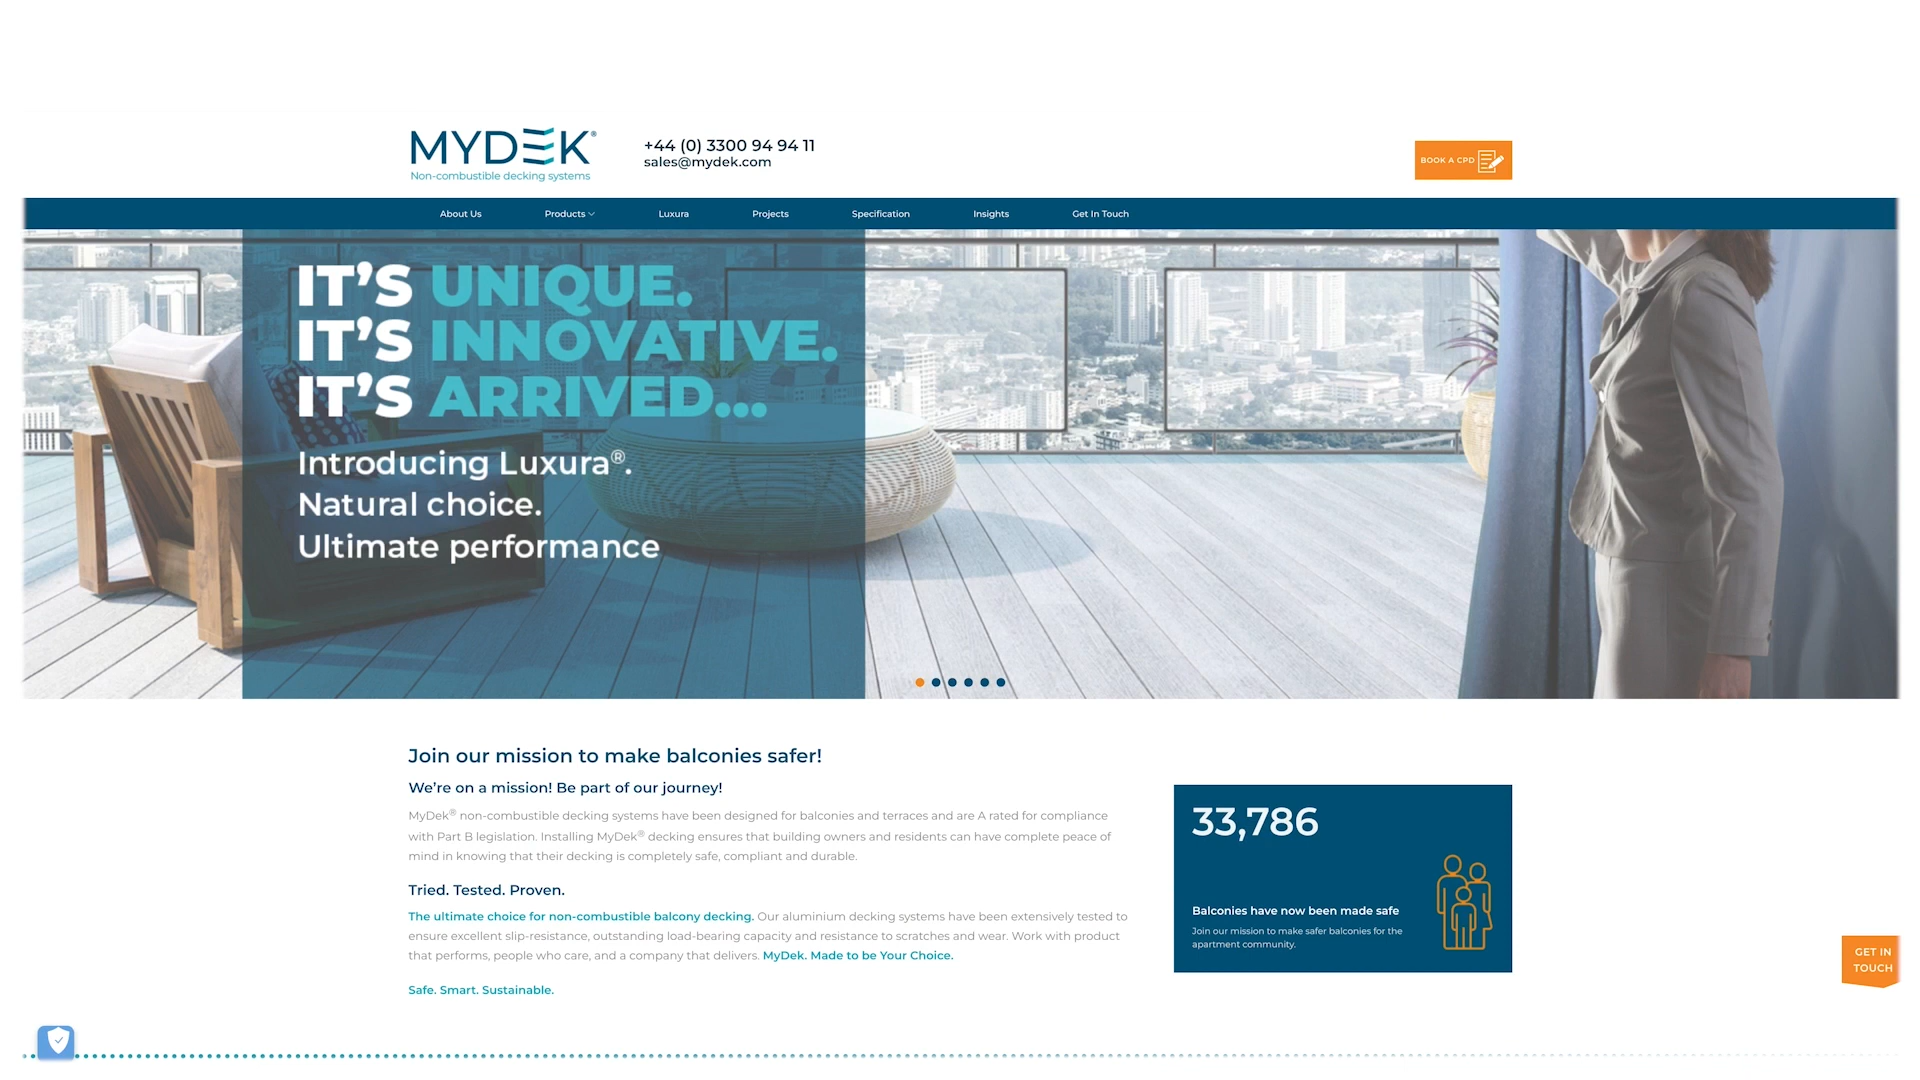 MYDEK®
Non-combustible decking systems
+44 (0) 3300 94 94 11
sales@mydek.com
BOOK A CPD
About Us
Products
Luxura
Projects
Specification
Insights
Get In Touch
IT’S UNIQUE.
IT’S INNOVATIVE.
IT’S ARRIVED...
Introducing Luxura®.
Natural choice.
Ultimate performance
Join our mission to make balconies safer!
We’re on a mission! Be part of our journey!
MyDek® non-combustible decking systems have been designed for balconies and terraces and are A rated for compliance
with Part B legislation. Installing MyDek® decking ensures that building owners and residents can have complete peace of
mind in knowing that their decking is completely safe, compliant and durable.
Tried. Tested. Proven.
The ultimate choice for non-combustible balcony decking. Our aluminium decking systems have been extensively tested to
ensure excellent slip-resistance, outstanding load-bearing capacity and resistance to scratches and wear. Work with product
that performs, people who care, and a company that delivers. MyDek. Made to be Your Choice.
Safe. Smart. Sustainable.
33,786
Balconies have now been made safe
Join our mission to make safer balconies for the
apartment community.
GET IN
TOUCH